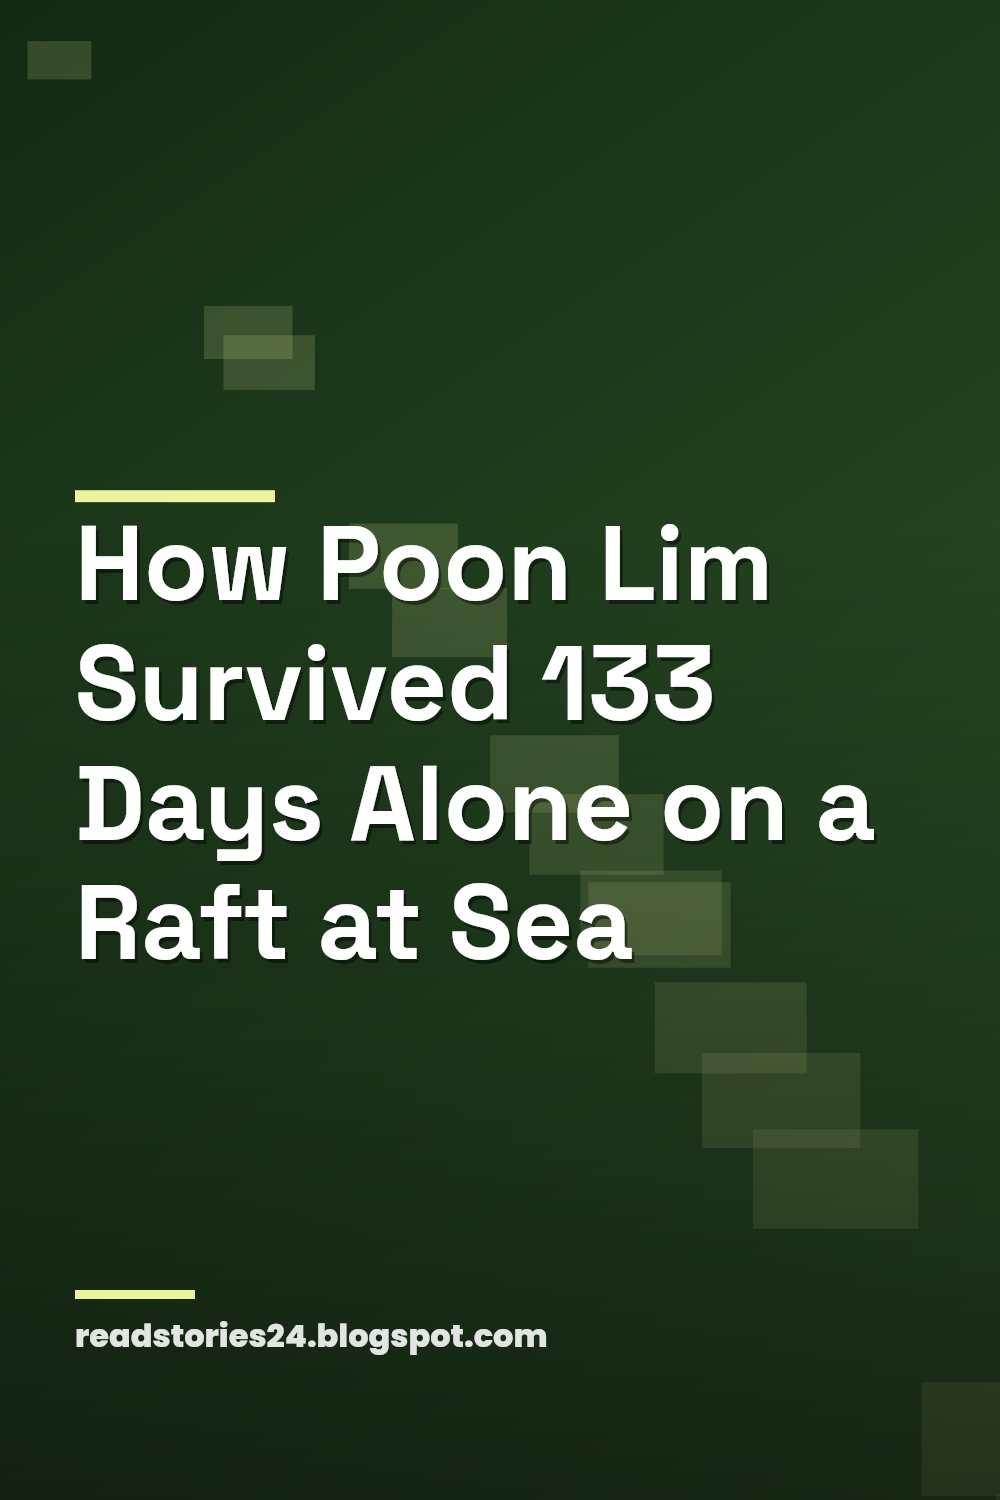 How Poon Lim
Survived 133
Days Alone on a
Raft at Sea
readstories24.blogspot.com